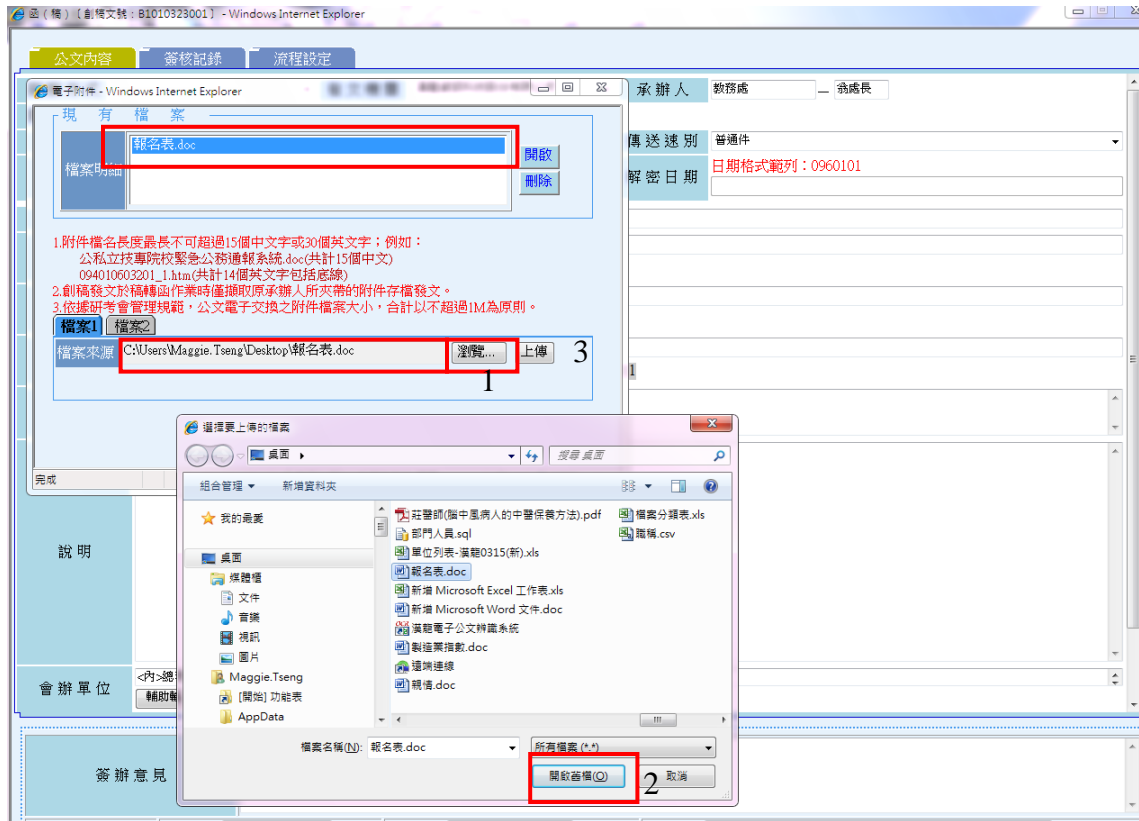 函（稿）〔創稿文號：B1010323001〕 - Windows Internet Explorer
公文內容
簽核記錄
流程設定
電子附件 - Windows Internet Explorer
承辦人
教務處
翁處長
現有檔案
檔案明細
報名表.doc
開啟
刪除
傳送速別
普通件
解密日期
日期格式範列：0960101
1.附件檔名長度最長不可超過15個中文字或30個英文字；例如：
公私立技專院校緊急公務通報系統.doc(共計15個中文)
094010603201_1.htm(共計14個英文字包括底線)
2.創稿發文於稿轉函作業時僅擷取原承辦人所夾帶的附件存檔發文。
3.依據研考會管理規範，公文電子交換之附件檔案大小，合計以不超過1M為原則。
檔案1
檔案2
檔案來源
C:\Users\Maggie.Tseng\Desktop\報名表.doc
瀏覽...
上傳
3
1
1
完成
選擇要上傳的檔案
桌面
搜尋 桌面
組合管理
新增資料夾
我的最愛
桌面
媒體櫃
文件
音樂
視訊
圖片
Maggie.Tseng
[開始] 功能表
AppData
莊醫師(腦中風病人的中醫保養方法).pdf
部門人員.sql
單位列表-漢龍0315(新).xls
報名表.doc
新增 Microsoft Excel 工作表.xls
新增 Microsoft Word 文件.doc
漢龍電子公文辨識系統
製造業指數.doc
遠端連線
親情.doc
檔案分類表.xls
職稱.csv
檔案名稱(N):
報名表.doc
所有檔案 (*.*)
開啟舊檔(O)
2
取消
說明
會辦單位
<內>總
輔助輸
簽辦意見